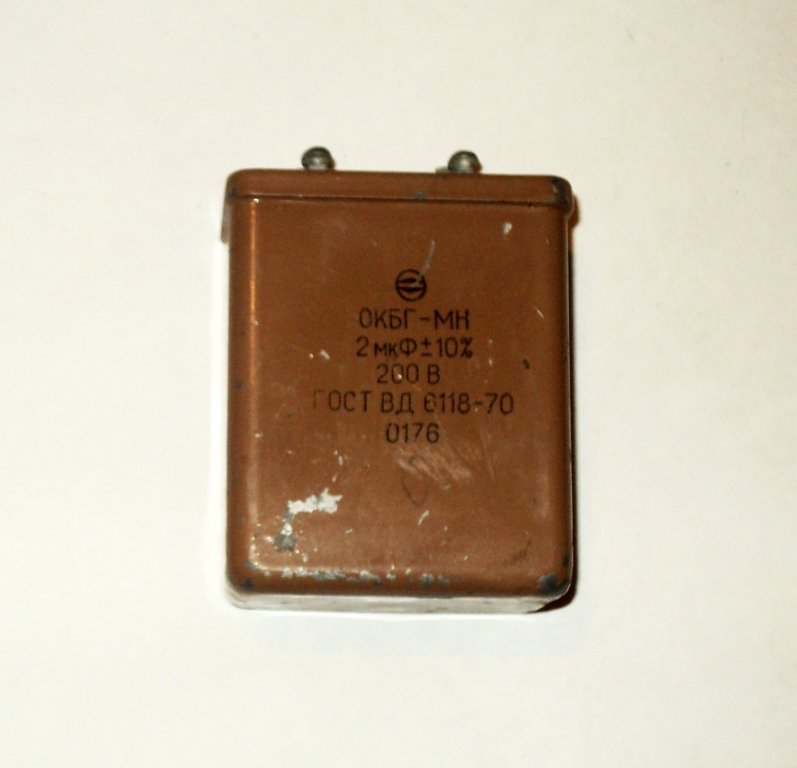 ОКБГ-МН
2мкФ±10%
200 В
ГОСТ ВД 6118-70
0176